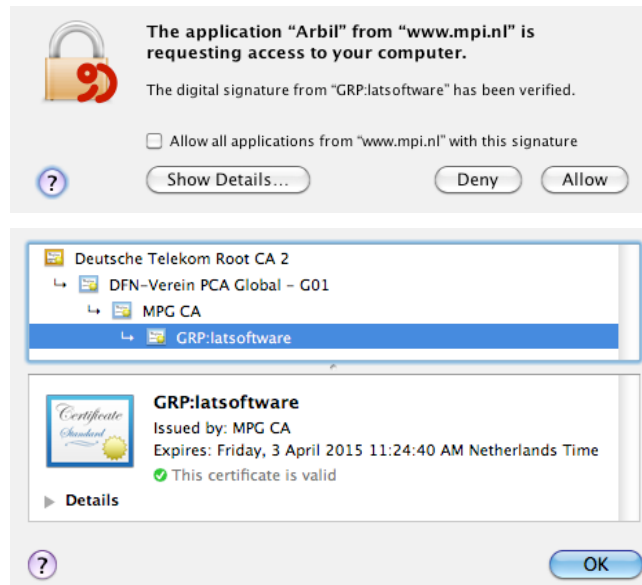 The application “Arbil” from “www.mpi.nl” is
requesting access to your computer.
The digital signature from “GRP:latsoftware” has been verified.
Allow all applications from “www.mpi.nl” with this signature
?
Show Details...
Deny
Allow
Deutsche Telekom Root CA 2
DFN-Verein PCA Global – G01
MPG CA
GRP:latsoftware
Certificate
Standard
GRP:latsoftware
Issued by: MPG CA
Expires: Friday, 3 April 2015 11:24:40 AM Netherlands Time
This certificate is valid
Details
?
OK